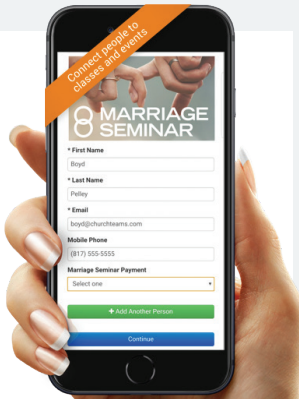 Connect people to
classes and events
MARRIAGE
SEMINAR
* First Name
Boyd
* Last Name
Pelley
* Email
boyd@churchteams.com
Mobile Phone
(817) 555-5555
Marriage Seminar Payment
Select one
+ Add Another Person
Continue